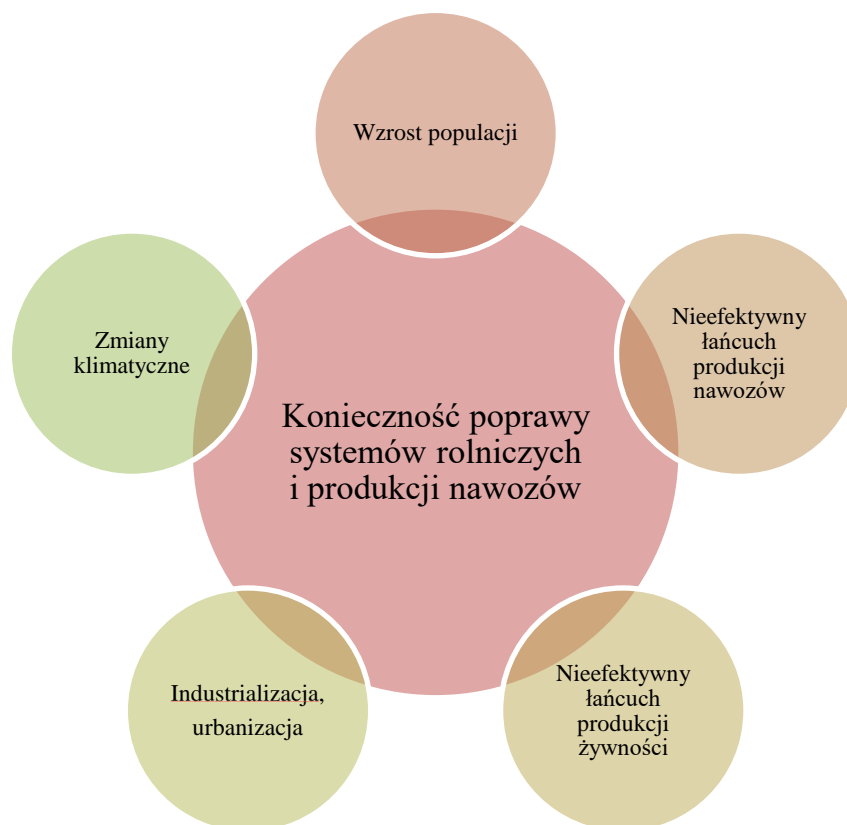 Wzrost populacji
Nieefektywny
łańcuch
produkcji
nawozów
Nieefektywny
łańcuch
produkcji
żywności
Industrializacja,
urbanizacja
Zmiany
klimatyczne
Konieczność poprawy
systemów rolniczych
i produkcji nawozów